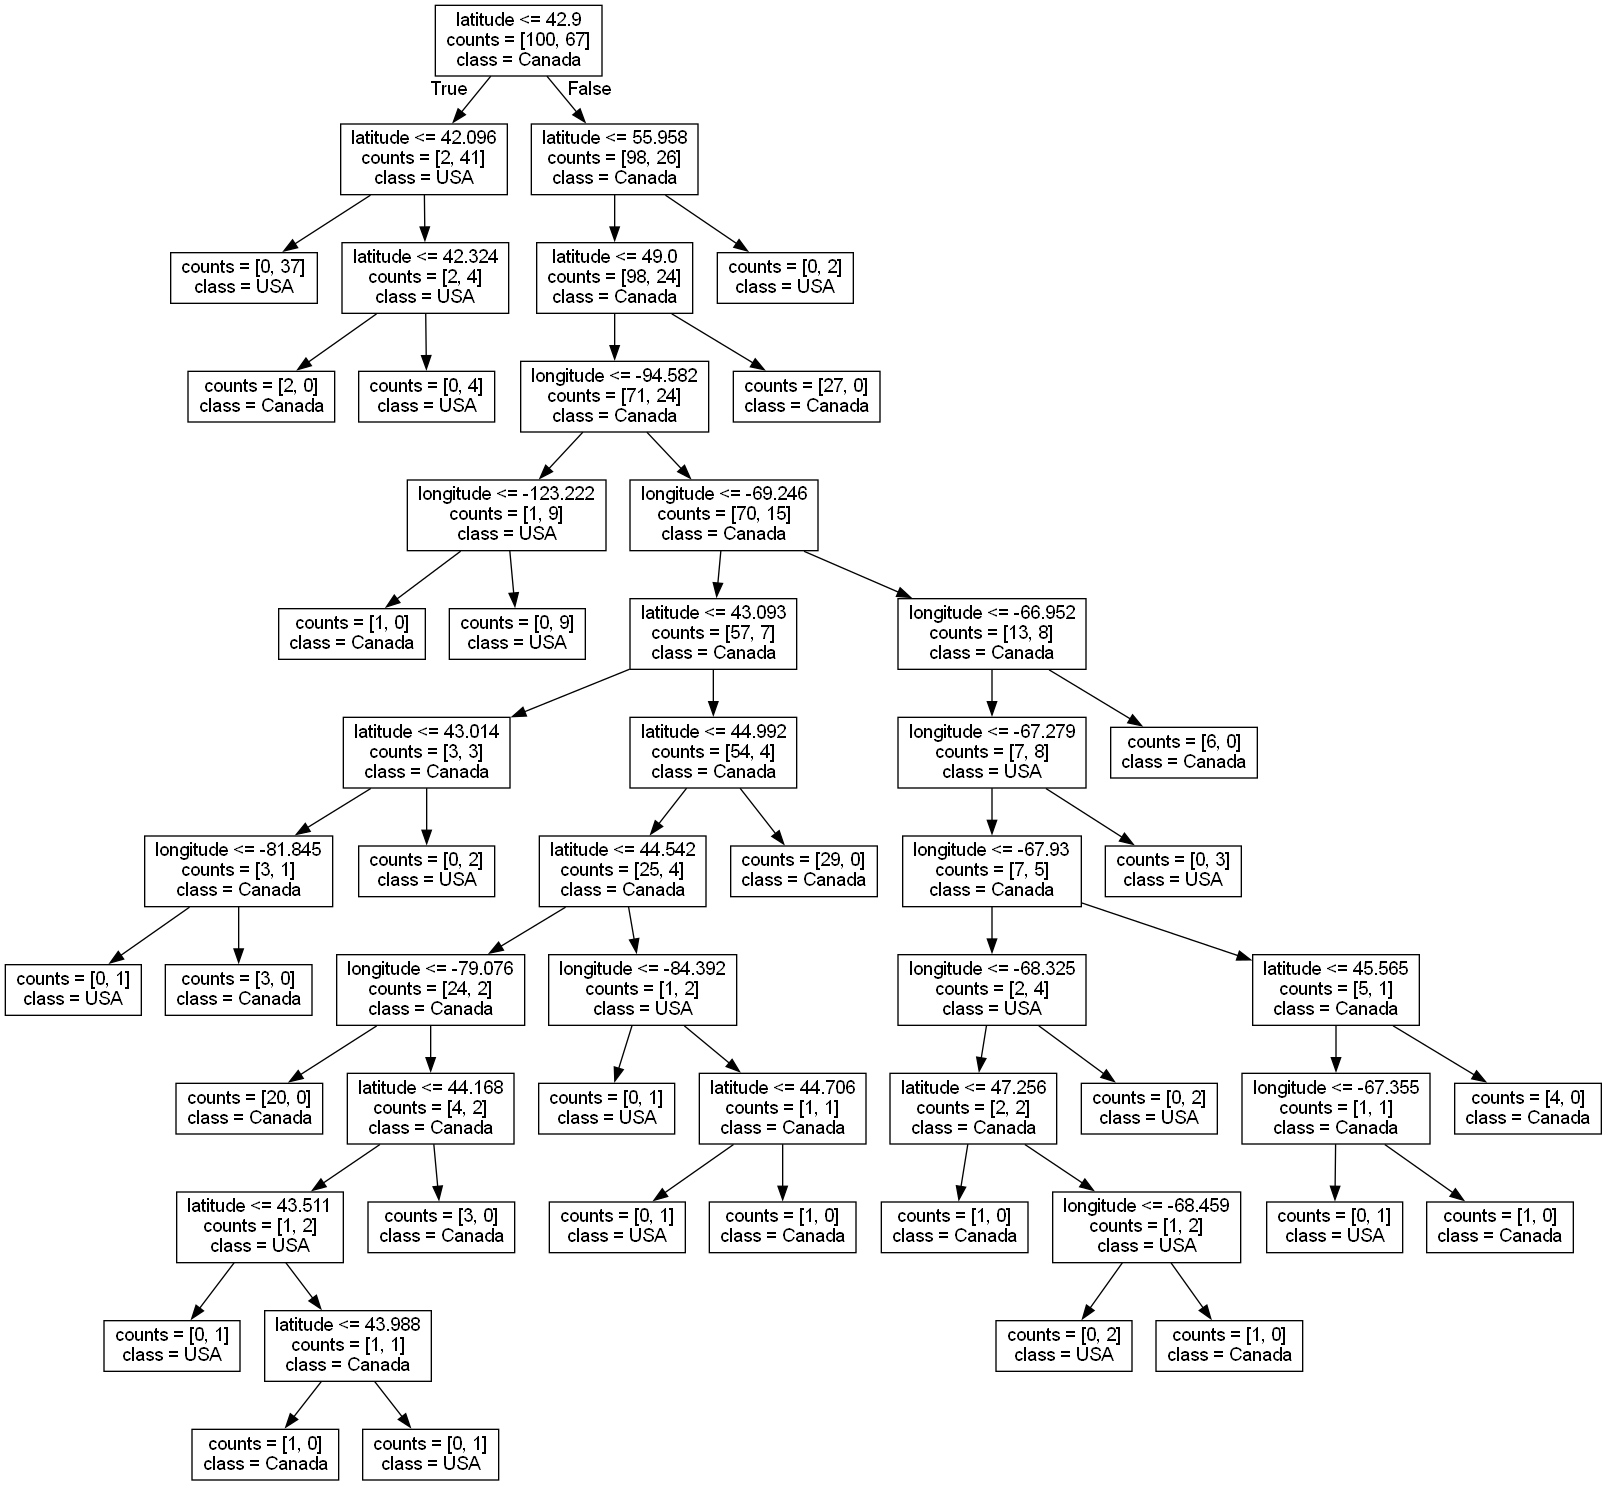 latitude <= 42.9
counts = [100, 67]
class = Canada
True
False
latitude <= 42.096
counts = [2, 41]
class = USA
latitude <= 55.958
counts = [98, 26]
class = Canada
counts = [0, 37]
class = USA
latitude <= 42.324
counts = [2, 4]
class = USA
latitude <= 49.0
counts = [98, 24]
class = Canada
counts = [0, 2]
class = USA
counts = [2, 0]
class = Canada
counts = [0, 4]
class = USA
longitude <= -94.582
counts = [71, 24]
class = Canada
counts = [27, 0]
class = Canada
longitude <= -123.222
counts = [1, 9]
class = USA
longitude <= -69.246
counts = [70, 15]
class = Canada
counts = [1, 0]
class = Canada
counts = [0, 9]
class = USA
latitude <= 43.093
counts = [57, 7]
class = Canada
longitude <= -66.952
counts = [13, 8]
class = Canada
latitude <= 43.014
counts = [3, 3]
class = Canada
latitude <= 44.992
counts = [54, 4]
class = Canada
longitude <= -67.279
counts = [7, 8]
class = USA
counts = [6, 0]
class = Canada
longitude <= -81.845
counts = [3, 1]
class = Canada
counts = [0, 2]
class = USA
latitude <= 44.542
counts = [25, 4]
class = Canada
counts = [29, 0]
class = Canada
longitude <= -67.93
counts = [7, 5]
class = Canada
counts = [0, 3]
class = USA
counts = [0, 1]
class = USA
counts = [3, 0]
class = Canada
longitude <= -79.076
counts = [24, 2]
class = Canada
longitude <= -84.392
counts = [1, 2]
class = USA
longitude <= -68.325
counts = [2, 4]
class = USA
latitude <= 45.565
counts = [5, 1]
class = Canada
counts = [20, 0]
class = Canada
latitude <= 44.168
counts = [4, 2]
class = Canada
counts = [0, 1]
class = USA
latitude <= 44.706
counts = [1, 1]
class = Canada
latitude <= 47.256
counts = [2, 2]
class = Canada
counts = [0, 2]
class = USA
longitude <= -67.355
counts = [1, 1]
class = Canada
counts = [4, 0]
class = Canada
latitude <= 43.511
counts = [1, 2]
class = USA
counts = [3, 0]
class = Canada
counts = [0, 1]
class = USA
counts = [1, 0]
class = Canada
counts = [1, 0]
class = Canada
longitude <= -68.459
counts = [1, 2]
class = USA
counts = [0, 1]
class = USA
counts = [1, 0]
class = Canada
counts = [0, 1]
class = USA
latitude <= 43.988
counts = [1, 1]
class = Canada
counts = [0, 2]
class = USA
counts = [1, 0]
class = Canada
counts = [1, 0]
class = Canada
counts = [0, 1]
class = USA